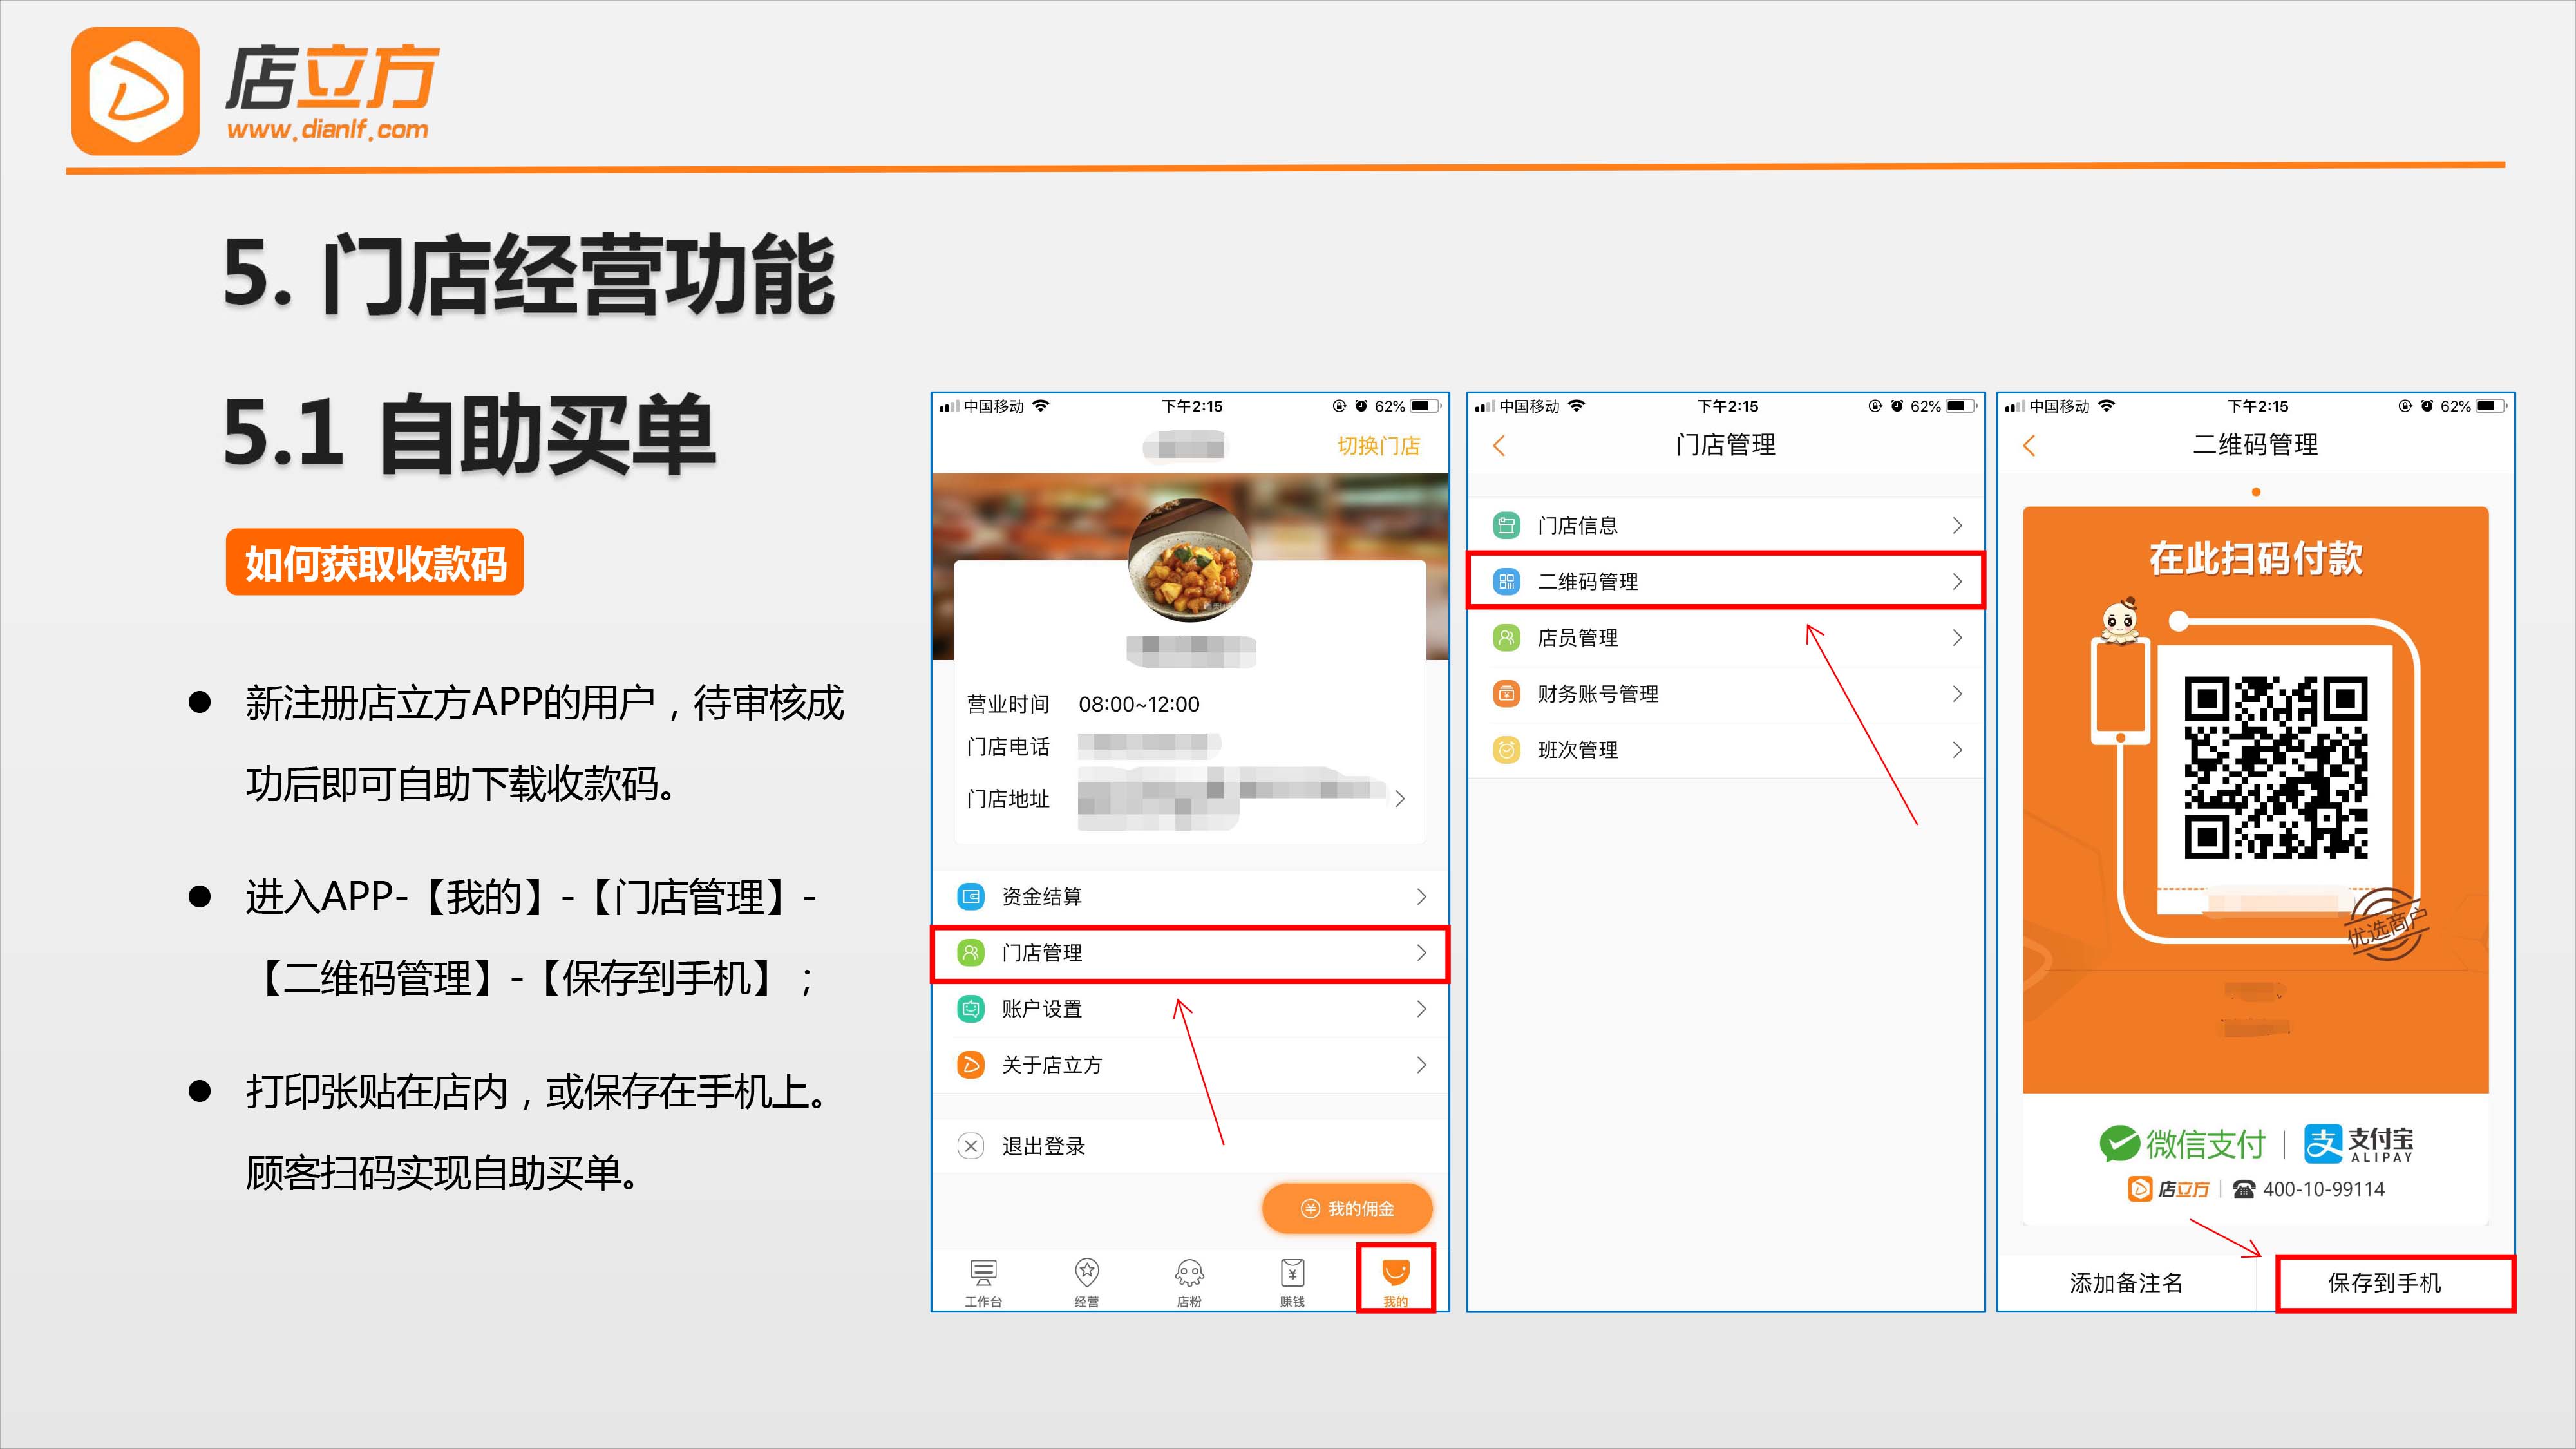 店立方
www.dianlf.com
5. 门店经营功能
5.1 自助买单
如何获取收款码
● 新注册店立方APP的用户，待审核成
功后即可自助下载收款码。
● 进入APP-【我的】-【门店管理】-
【二维码管理】-【保存到手机】；
● 打印张贴在店内，或保存在手机上。
顾客扫码实现自助买单。
中国移动 下午2:15 62%
切换门店
营业时间 08:00~12:00
门店电话
门店地址
资金结算
门店管理
账户设置
关于店立方
退出登录
我的佣金
工作台 经营 店粉 赚钱 我的
中国移动 下午2:15 62%
门店管理
门店信息
二维码管理
店员管理
财务账号管理
班次管理
中国移动 下午2:15 62%
二维码管理
在此扫码付款
优选商户
微信支付 | 支付宝
ALIPAY
店立方 | 400-10-99114
添加备注名 保存到手机